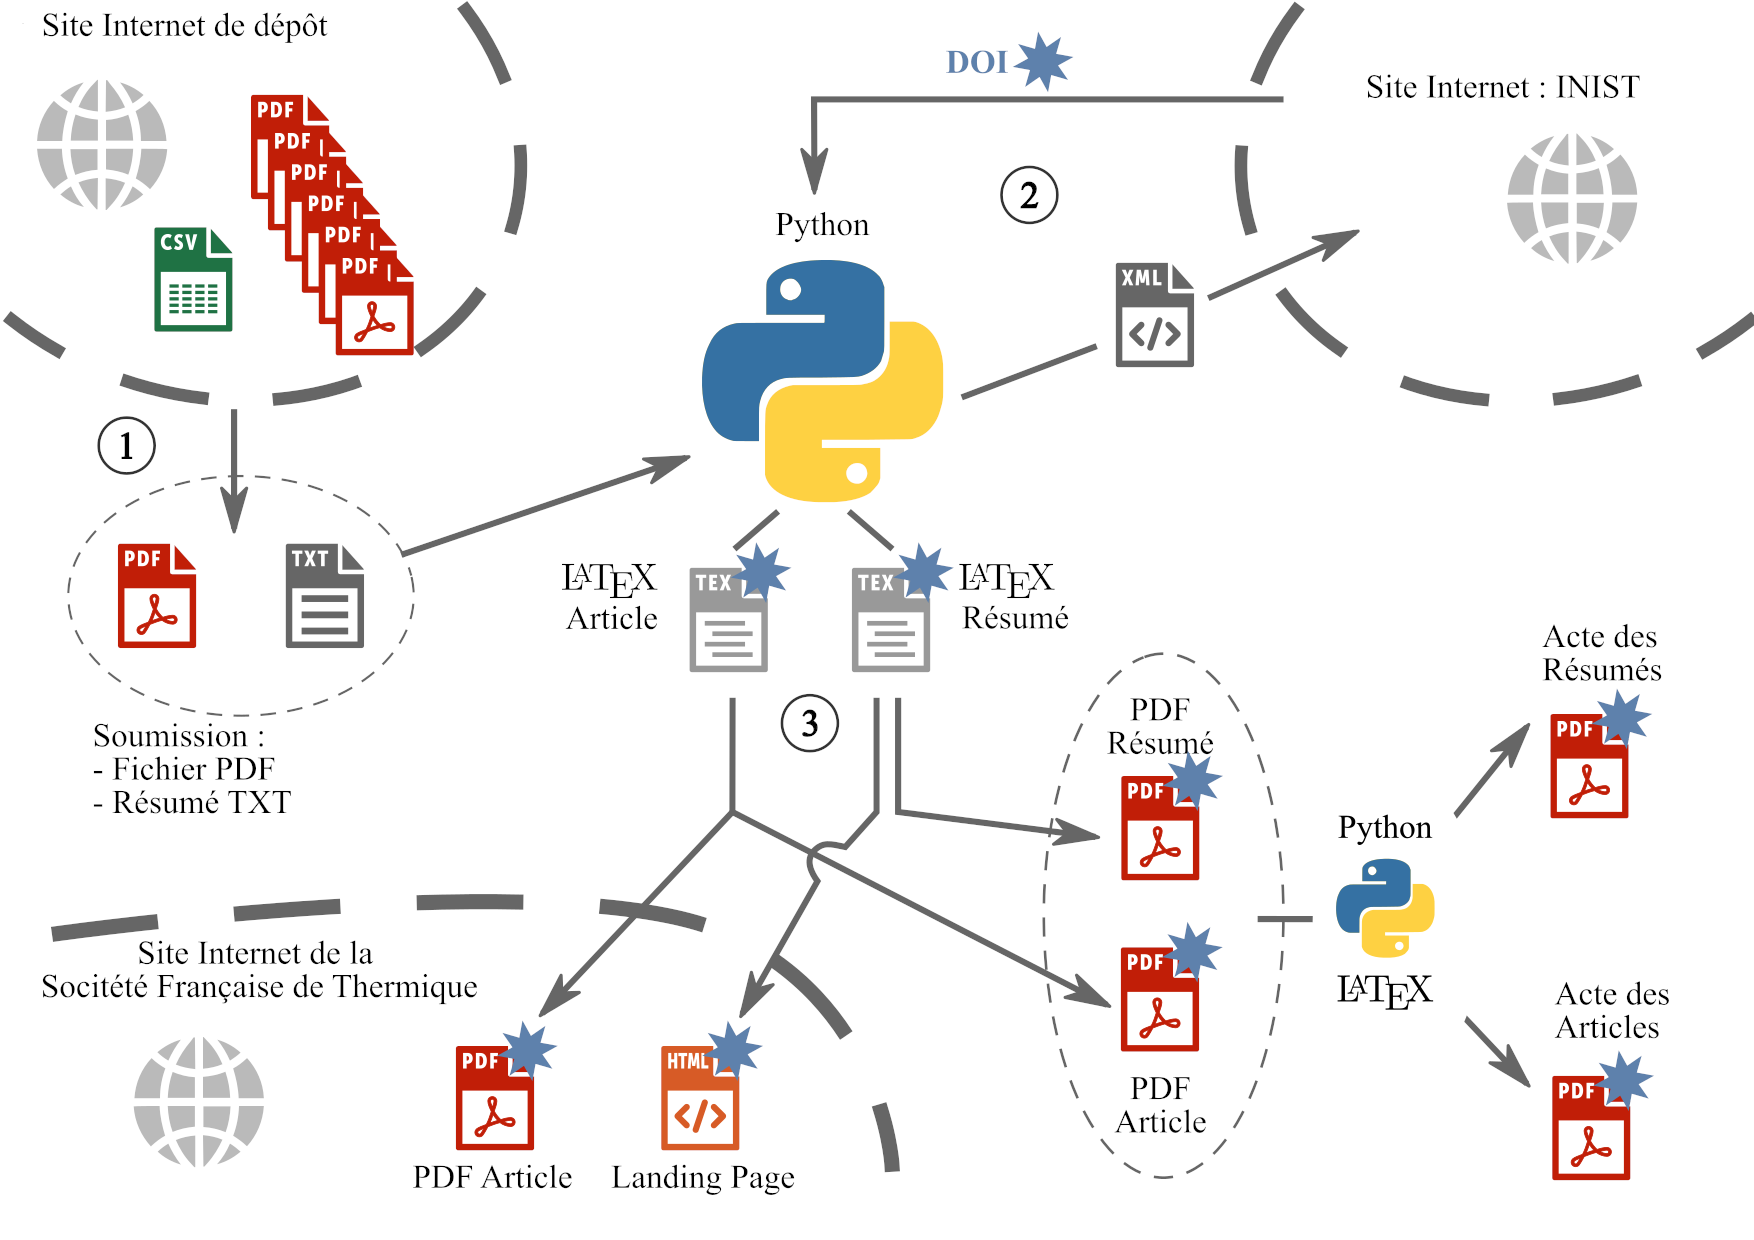 Site Internet de dépôt
DOI
Site Internet : INIST
PDF
PDF
PDF
PDF
PDF
PDF
CSV
2
Python
XML
1
PDF
TXT
LATEX
Article
TEX
TEX
LATEX
Résumé
Soumission :
- Fichier PDF
- Résumé TXT
3
PDF
Résumé
PDF
Acte des
Résumés
PDF
Python
LATEX
PDF
PDF
Article
Acte des
Articles
PDF
Site Internet de la
Socitété Française de Thermique
PDF
HTML
PDF Article
Landing Page